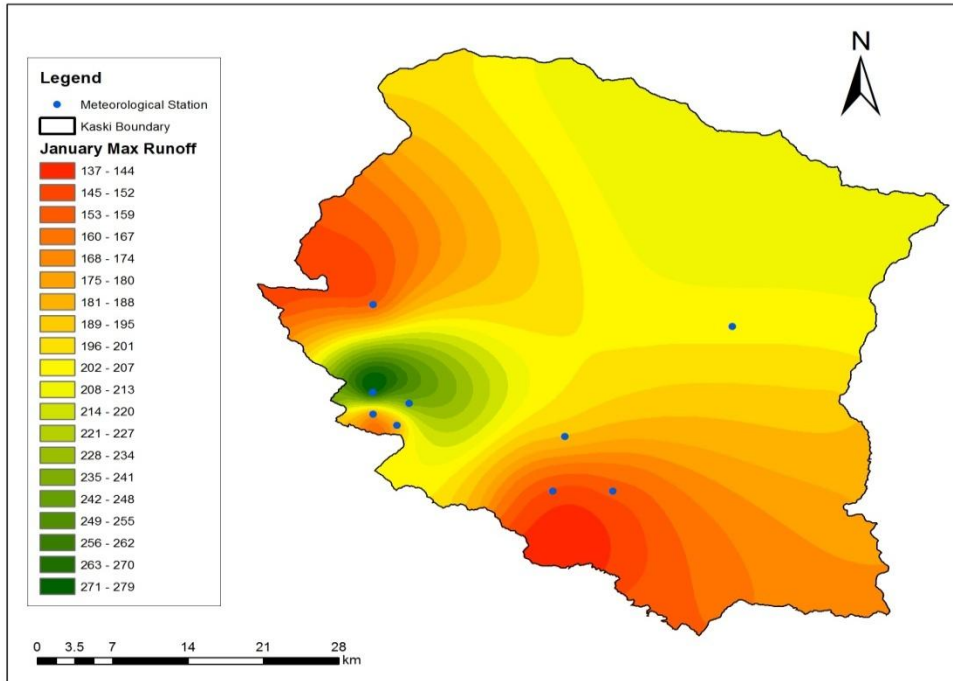 N
Legend
Meteorological Station
Kaski Boundary
January Max Runoff
137 - 144
145 - 152
153 - 159
160 - 167
168 - 174
175 - 180
181 - 188
189 - 195
196 - 201
202 - 207
208 - 213
214 - 220
221 - 227
228 - 234
235 - 241
242 - 248
249 - 255
256 - 262
263 - 270
271 - 279
0 3.5 7 14 21 28
km